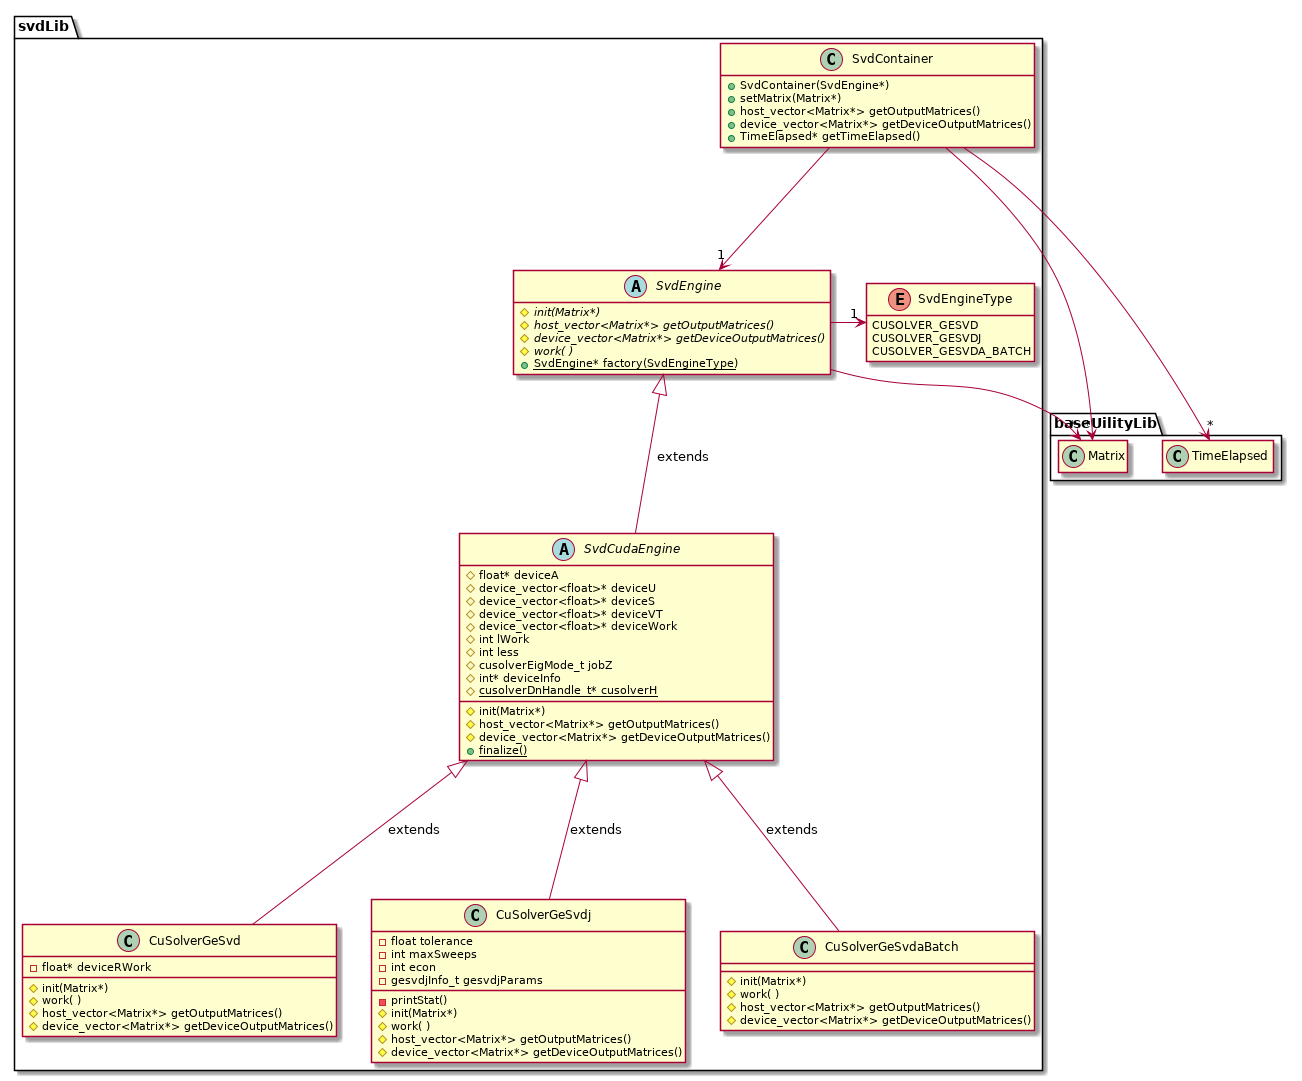 svdLib
C SvdContainer
SvdContainer(SvdEngine*)
setMatrix(Matrix*)
host_vector<Matrix*> getOutputMatrices()
device_vector<Matrix*> getDeviceOutputMatrices()
TimeElapsed* getTimeElapsed()
1
A SvdEngine
init(Matrix*)
host_vector<Matrix*> getOutputMatrices()
device_vector<Matrix*> getDeviceOutputMatrices()
work( )
SvdEngine* factory(SvdEngineType)
1
E SvdEngineType
CUSOLVER_GESVD
CUSOLVER_GESVDJ
CUSOLVER_GESVDA_BATCH
baseUilityLib
*
C Matrix
C TimeElapsed
extends
A SvdCudaEngine
float* deviceA
device_vector<float>* deviceU
device_vector<float>* deviceS
device_vector<float>* deviceVT
device_vector<float>* deviceWork
int lWork
int less
cusolverEigMode_t jobZ
int* deviceInfo
cusolverDnHandle_t* cusolverH
init(Matrix*)
host_vector<Matrix*> getOutputMatrices()
device_vector<Matrix*> getDeviceOutputMatrices()
finalize()
extends
extends
extends
C CuSolverGeSvd
float* deviceRWork
init(Matrix*)
work( )
host_vector<Matrix*> getOutputMatrices()
device_vector<Matrix*> getDeviceOutputMatrices()
C CuSolverGeSvdj
float tolerance
int maxSweeps
int econ
gesvdjInfo_t gesvdjParams
printStat()
init(Matrix*)
work( )
host_vector<Matrix*> getOutputMatrices()
device_vector<Matrix*> getDeviceOutputMatrices()
C CuSolverGeSvdaBatch
init(Matrix*)
work( )
host_vector<Matrix*> getOutputMatrices()
device_vector<Matrix*> getDeviceOutputMatrices()